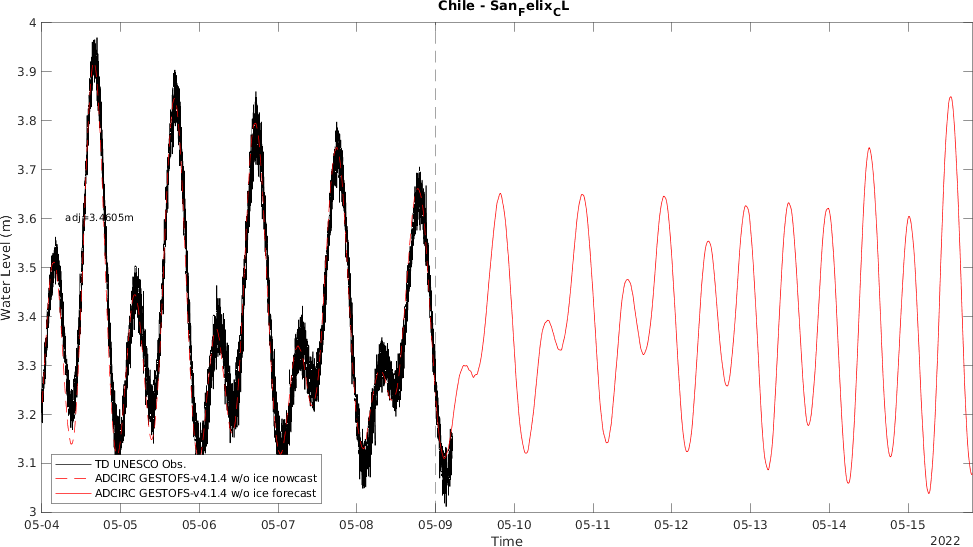 Chile - SanFelixCL
4
3.9
3.8
3.7
3.6
3.5
3.4
3.3
3.2
3.1
3
Water Level (m)
adj=3.4605m
TD UNESCO Obs.
ADCIRC GESTOFS-v4.1.4 w/o ice nowcast
ADCIRC GESTOFS-v4.1.4 w/o ice forecast
05-04 05-05 05-06 05-07 05-08 05-09 05-10 05-11 05-12 05-13 05-14 05-15
Time
2022